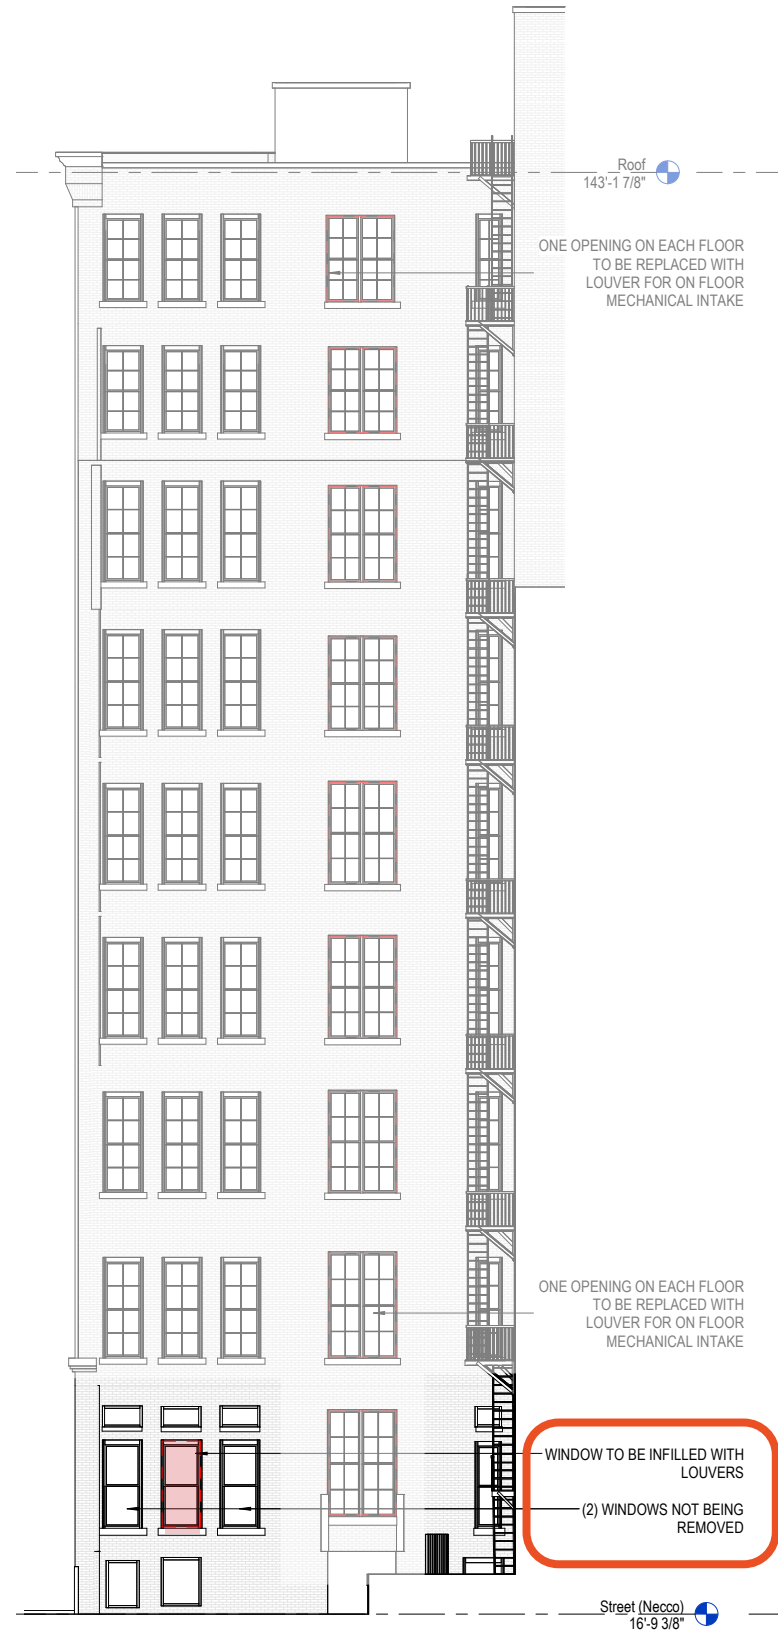 Roof
143'-1 7/8"
ONE OPENING ON EACH FLOOR
TO BE REPLACED WITH
LOUVER FOR ON FLOOR
MECHANICAL INTAKE
ONE OPENING ON EACH FLOOR
TO BE REPLACED WITH
LOUVER FOR ON FLOOR
MECHANICAL INTAKE
WINDOW TO BE INFILLED WITH
LOUVERS
(2) WINDOWS NOT BEING
REMOVED
Street (Necco)
16'-9 3/8"